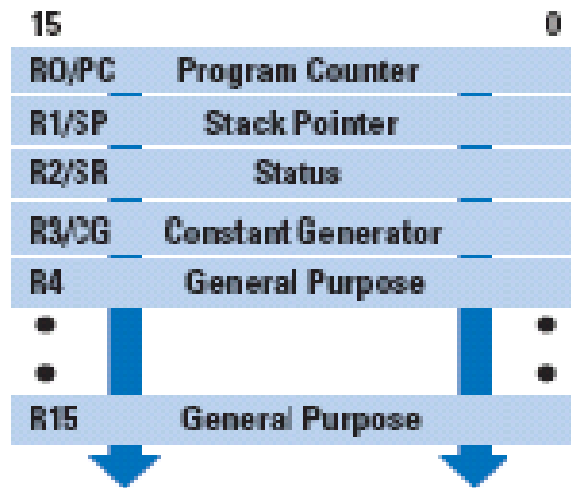 15 0
R0/PC Program Counter
R1/SP Stack Pointer
R2/SR Status
R3/CG Constant Generator
R4 General Purpose
R15 General Purpose